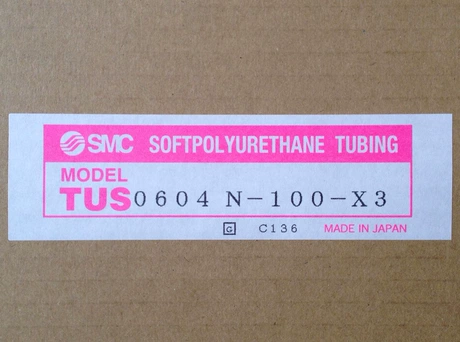 SMC SOFTPOLYURETHANE TUBING
MODEL
TUS0604 N-100-X3
G C136 MADE IN JAPAN